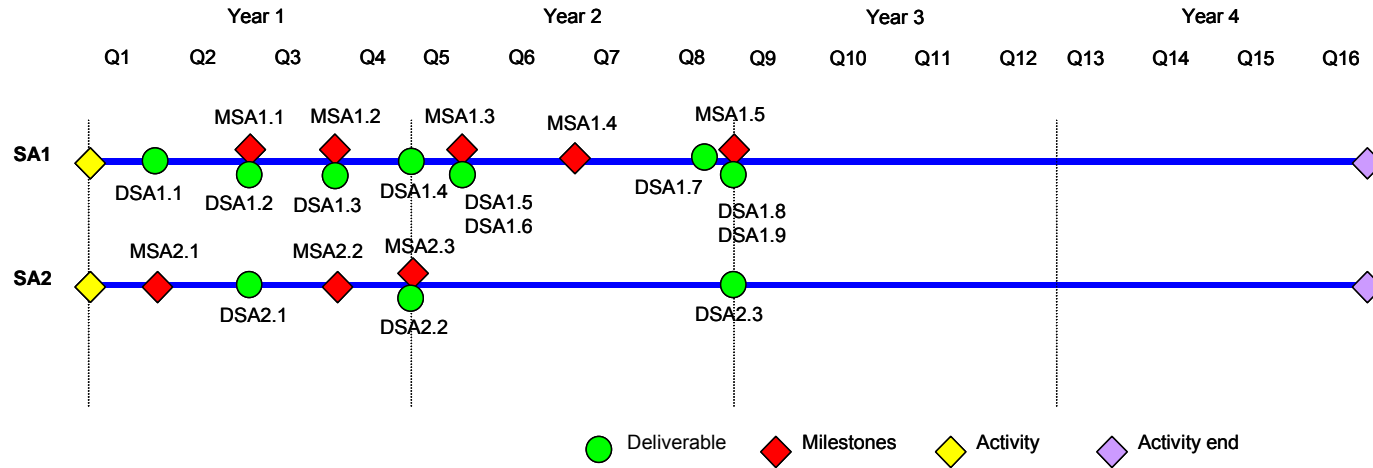 Year 1 Year 2 Year 3 Year 4
Q1 Q2 Q3 Q4 Q5 Q6 Q7 Q8 Q9 Q10 Q11 Q12 Q13 Q14 Q15 Q16
MSA1.1 MSA1.2 MSA1.3 MSA1.4 MSA1.5
SA1
DSA1.1 DSA1.2 DSA1.3 DSA1.4 DSA1.5 DSA1.7 DSA1.8
DSA1.6 DSA1.9
MSA2.1 MSA2.2 MSA2.3
SA2
DSA2.1 DSA2.2 DSA2.3
Deliverable Milestones Activity Activity end